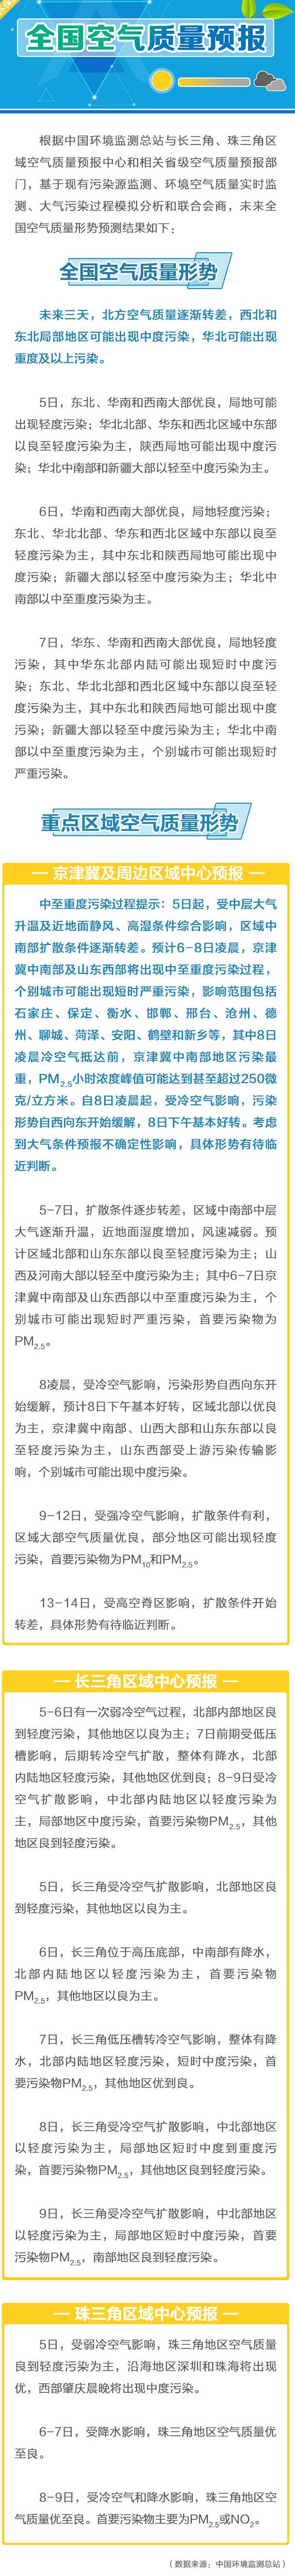 全国空气质量预报
根据中国环境监测总站与长三角、珠三角区
域空气质量预报中心和相关省级空气质量预报部
门，基于现有污染源监测、环境空气质量实时监
测、大气污染过程模拟分析和联合会商，未来全
国空气质量形势预测结果如下：
全国空气质量形势
未来三天，北方空气质量逐渐转差，西北和
东北局部地区可能出现中度污染，华北可能出现
重度及以上污染。
5日，东北、华南和西南大部优良，局地可能
出现轻度污染；华北北部、华东和西北区域中东部
以良至轻度污染为主，陕西局地可能出现中度污
染；华北中南部和新疆大部以轻至中度污染为主。
6日，华南和西南大部优良，局地轻度污染；
东北、华北北部、华东和西北区域中东部以良至
轻度污染为主，其中东北和陕西局地可能出现中
度污染；新疆大部以轻至中度污染为主；华北中
南部以中至重度污染为主。
7日，华东、华南和西南大部优良，局地轻度
污染，其中华东北部内陆可能出现短时中度污
染；东北、华北北部和西北区域中东部以良至轻
度污染为主，其中东北和陕西局地可能出现中度
污染；新疆大部以轻至中度污染为主；华北中南
部以中至重度污染为主，个别城市可能出现短时
严重污染。
重点区域空气质量形势
— 京津冀及周边区域中心预报 —
中至重度污染过程提示：5日起，受中层大气
升温及近地面静风、高湿条件综合影响，区域中
南部扩散条件逐渐转差。预计6-8日凌晨，京津
冀中南部及山东西部将出现中至重度污染过程，
个别城市可能出现短时严重污染，影响范围包括
石家庄、保定、衡水、邯郸、邢台、沧州、德
州、聊城、菏泽、安阳、鹤壁和新乡等，其中8日
凌晨冷空气抵达前，京津冀中南部地区污染最
重，PM2.5小时浓度峰值可能达到甚至超过250微
克/立方米。自8日凌晨起，受冷空气影响，污染
形势自西向东开始缓解，8日下午基本好转。考虑
到大气条件预报不确定性影响，具体形势有待临
近判断。
5-7日，扩散条件逐步转差，区域中南部中层
大气逐渐升温，近地面湿度增加，风速减弱。预
计区域北部和山东东部以良至轻度污染为主；山
西及河南大部以轻至中度污染为主；其中6-7日京
津冀中南部及山东西部以中至重度污染为主，个
别城市可能出现短时严重污染，首要污染物为
PM2.5。
8凌晨，受冷空气影响，污染形势自西向东开
始缓解，预计8日下午基本好转，区域北部以优良
为主，京津冀中南部、山西大部和山东东部以良
至轻度污染为主，山东西部受上游污染传输影
响，个别城市可能出现中度污染。
9-12日，受强冷空气影响，扩散条件有利，
区域大部空气质量优良，部分地区可能出现轻度
污染，首要污染物为PM10和PM2.5。
13-14日，受高空脊区影响，扩散条件开始
转差，具体形势有待临近判断。
— 长三角区域中心预报 —
5-6日有一次弱冷空气过程，北部内部地区良
到轻度污染，其他地区以良为主；7日前期受低压
槽影响，后期转冷空气扩散，整体有降水，北部
内陆地区轻度污染，其他地区优到良；8-9日受冷
空气扩散影响，中北部内陆地区以轻度污染为
主，局部地区中度污染，首要污染物PM2.5，其他
地区良到轻度污染。
5日，长三角受冷空气扩散影响，北部地区良
到轻度污染，其他地区以良为主。
6日，长三角位于高压底部，中南部有降水，
北部内陆地区以轻度污染为主，首要污染物
PM2.5，其他地区以良为主。
7日，长三角低压槽转冷空气影响，整体有降
水，北部内陆地区轻度污染，短时中度污染，首
要污染物PM2.5，其他地区优到良。
8日，长三角受冷空气扩散影响，中北部地区
以轻度污染为主，局部地区短时中度到重度污
染，首要污染物PM2.5，其他地区良到轻度污染。
9日，长三角受冷空气扩散影响，中北部地区
以轻度污染为主，局部地区短时中度污染，首要
污染物PM2.5，南部地区良到轻度污染。
— 珠三角区域中心预报 —
5日，受弱冷空气影响，珠三角地区空气质量
良到轻度污染为主，沿海地区深圳和珠海将出现
优，西部肇庆晨晚将出现中度污染。
6-7日，受降水影响，珠三角地区空气质量优
至良。
8-9日，受冷空气和降水影响，珠三角地区空
气质量优至良。首要污染物主要为PM2.5或NO2。
（数据来源：中国环境监测总站）